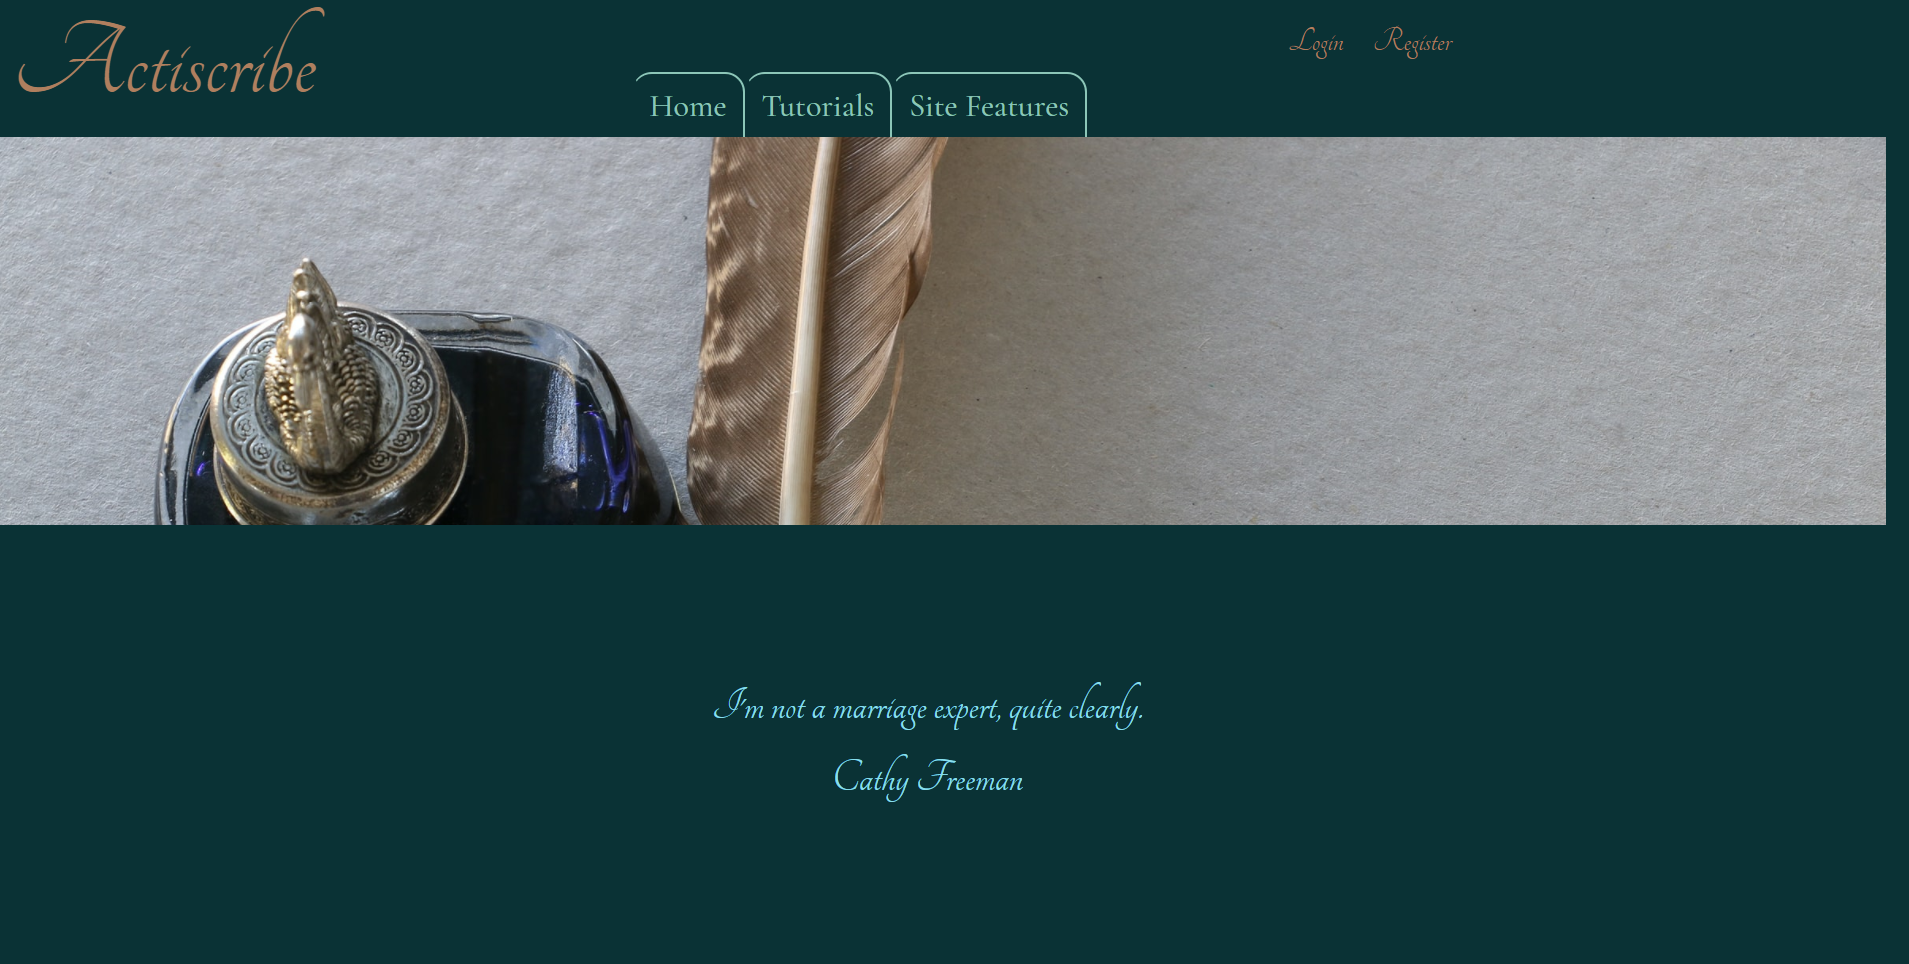 Actiscribe
Login Register
Home Tutorials Site Features
I'm not a marriage expert, quite clearly.
Cathy Freeman